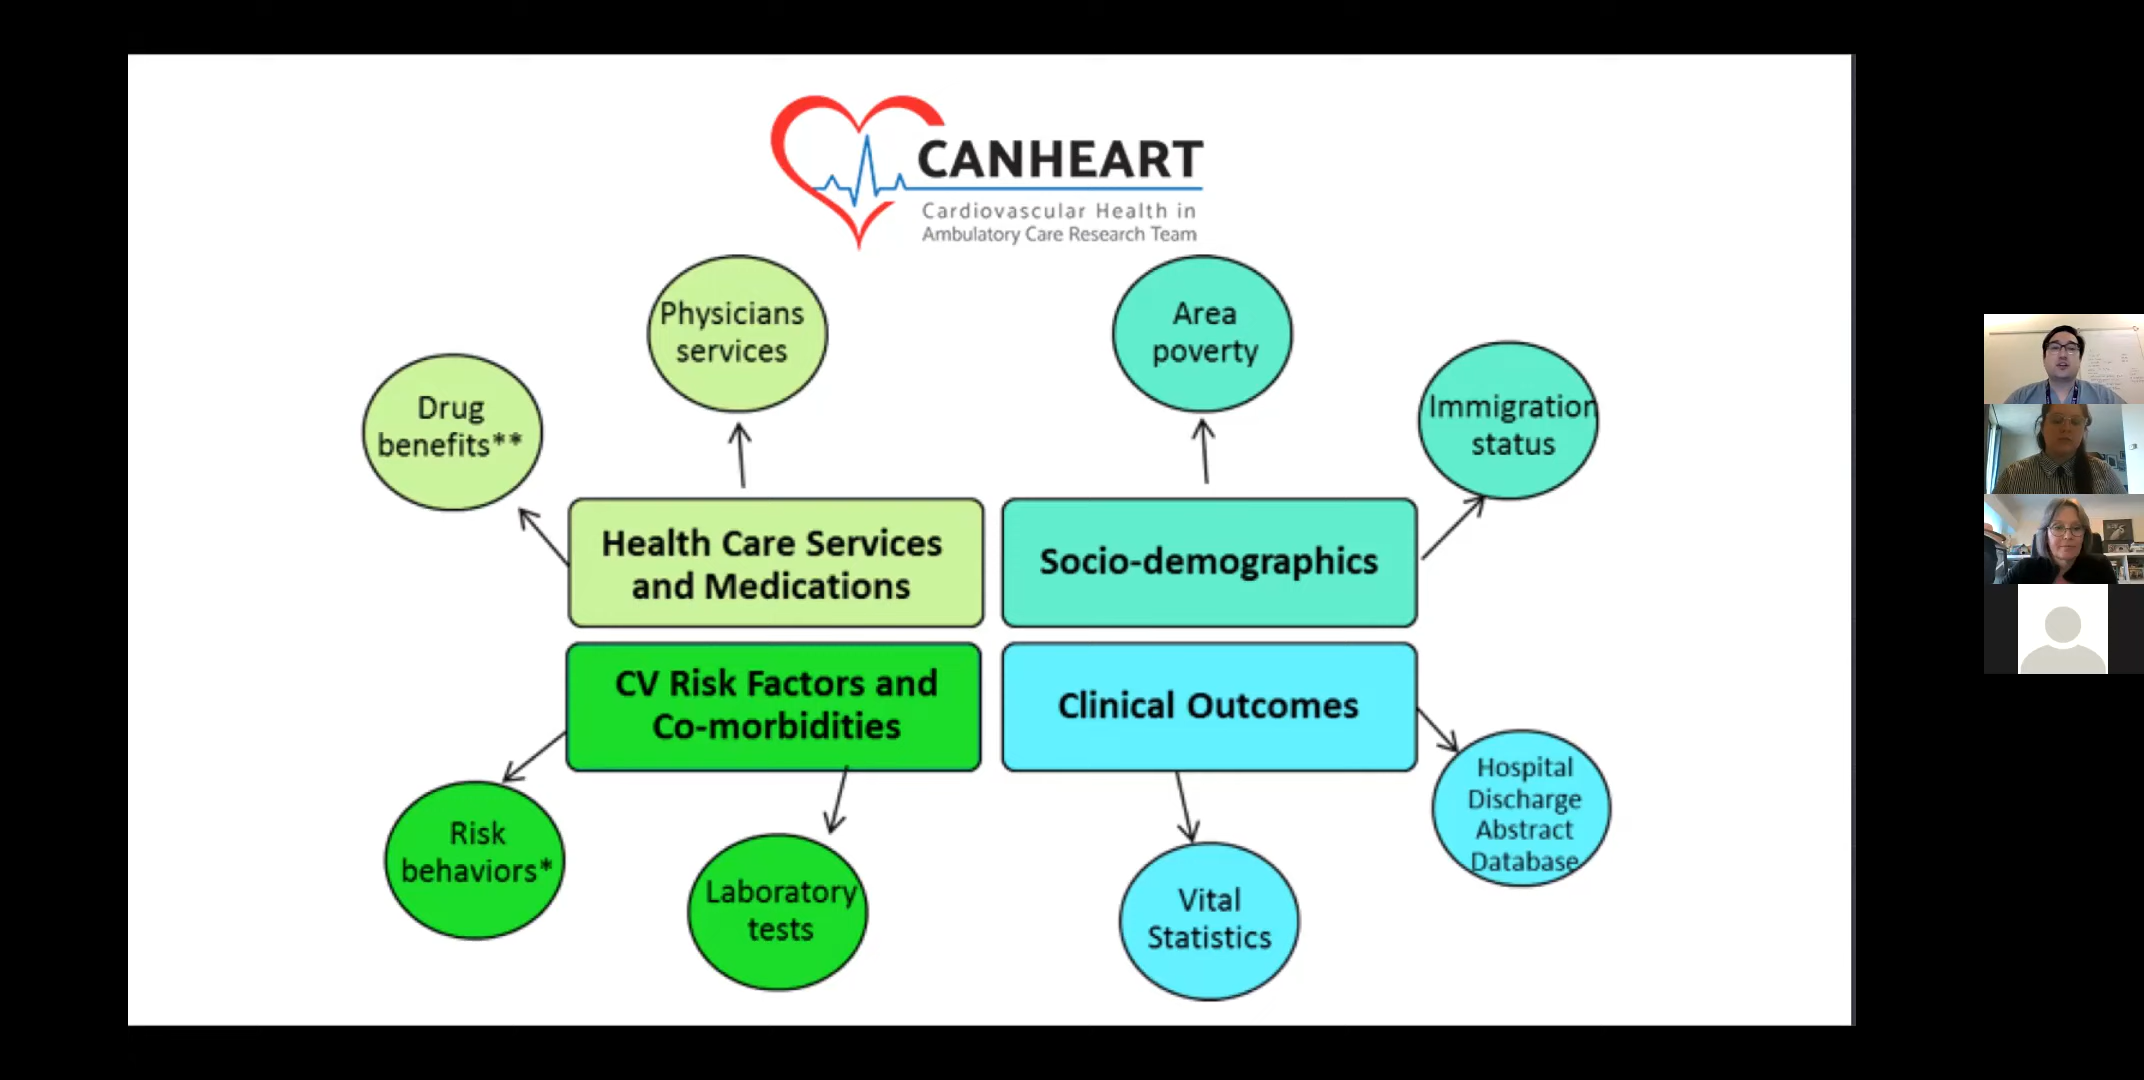 CANHEART
Cardiovascular Health in
Ambulatory Care Research Team
Physicians
services
Area
poverty
Drug
benefits**
Immigration
status
Health Care Services
and Medications
Socio-demographics
CV Risk Factors and
Co-morbidities
Clinical Outcomes
Risk
behaviors*
Laboratory
tests
Vital
Statistics
Hospital
Discharge
Abstract
Database